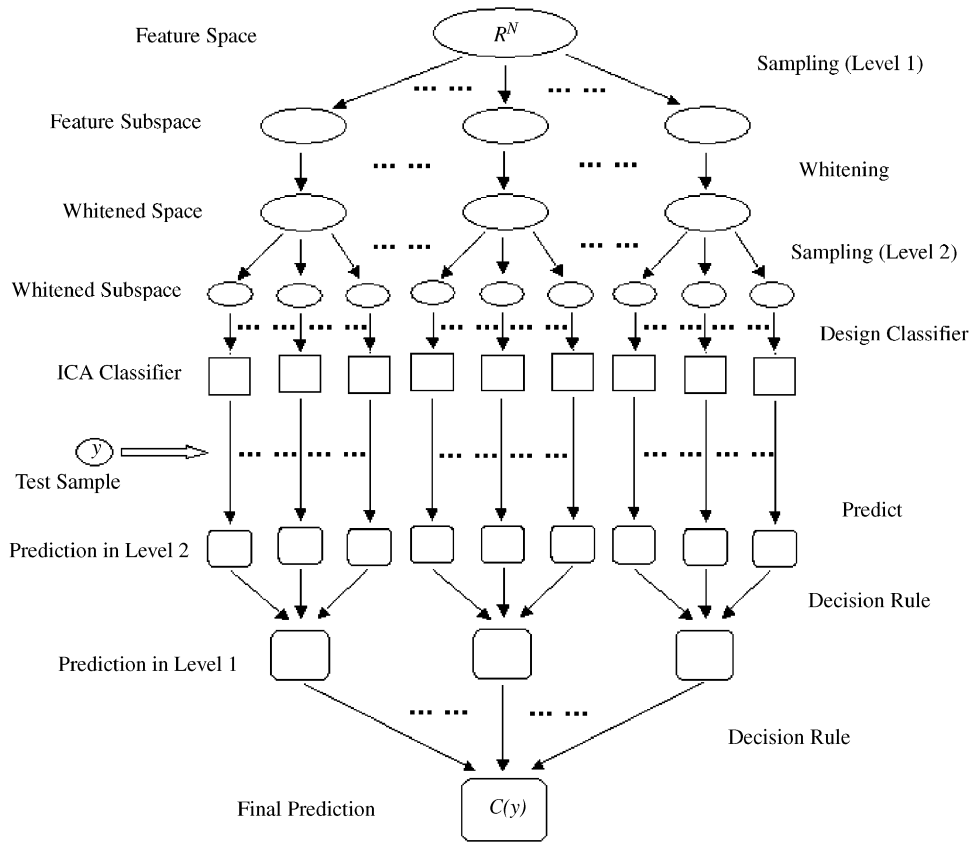 Feature Space
R^N
Sampling (Level 1)
Feature Subspace
Whitening
Whitened Space
Sampling (Level 2)
Whitened Subspace
Design Classifier
ICA Classifier
y
Test Sample
Predict
Prediction in Level 2
Decision Rule
Prediction in Level 1
Decision Rule
Final Prediction
C(y)